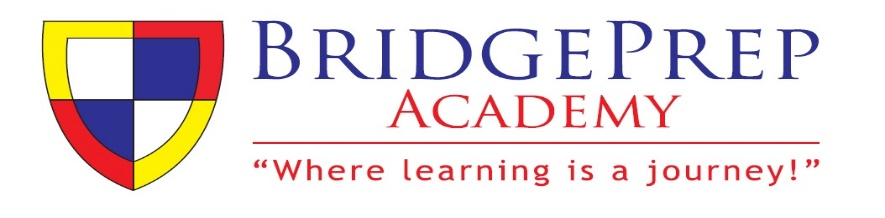 BRIDGEPREP
ACADEMY
“Where learning is a journey!”